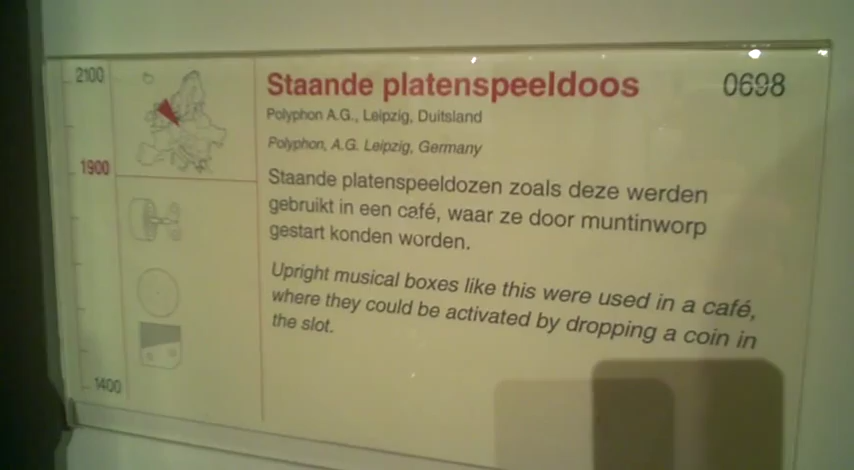 2100
1900
1400
Staande platenspeeldoos 0698
Polyphon A.G., Leipzig, Duitsland
Polyphon, A.G. Leipzig, Germany
Staande platenspeeldozen zoals deze werden
gebruikt in een café, waar ze door muntinworp
gestart konden worden.
Upright musical boxes like this were used in a café,
where they could be activated by dropping a coin in
the slot.